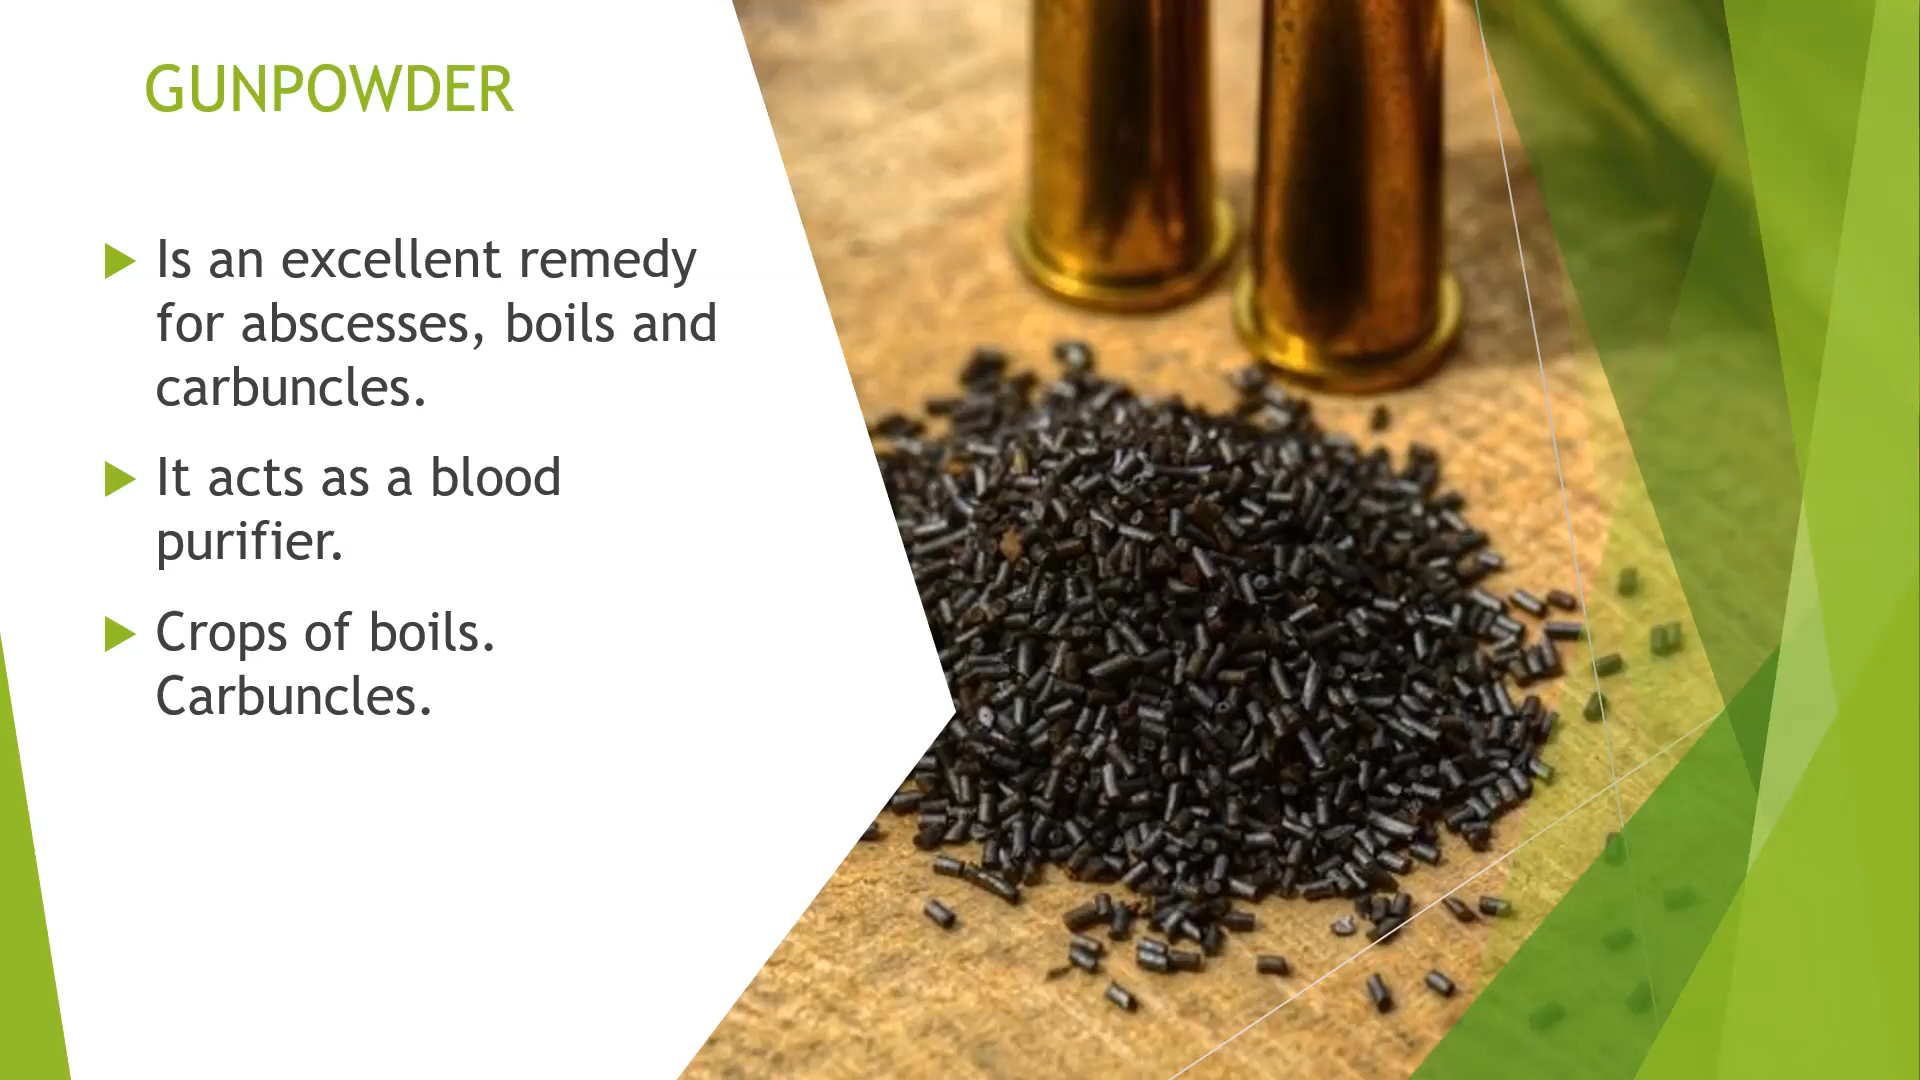 GUNPOWDER
Is an excellent remedy
for abscesses, boils and
carbuncles.
It acts as a blood
purifier.
Crops of boils.
Carbuncles.